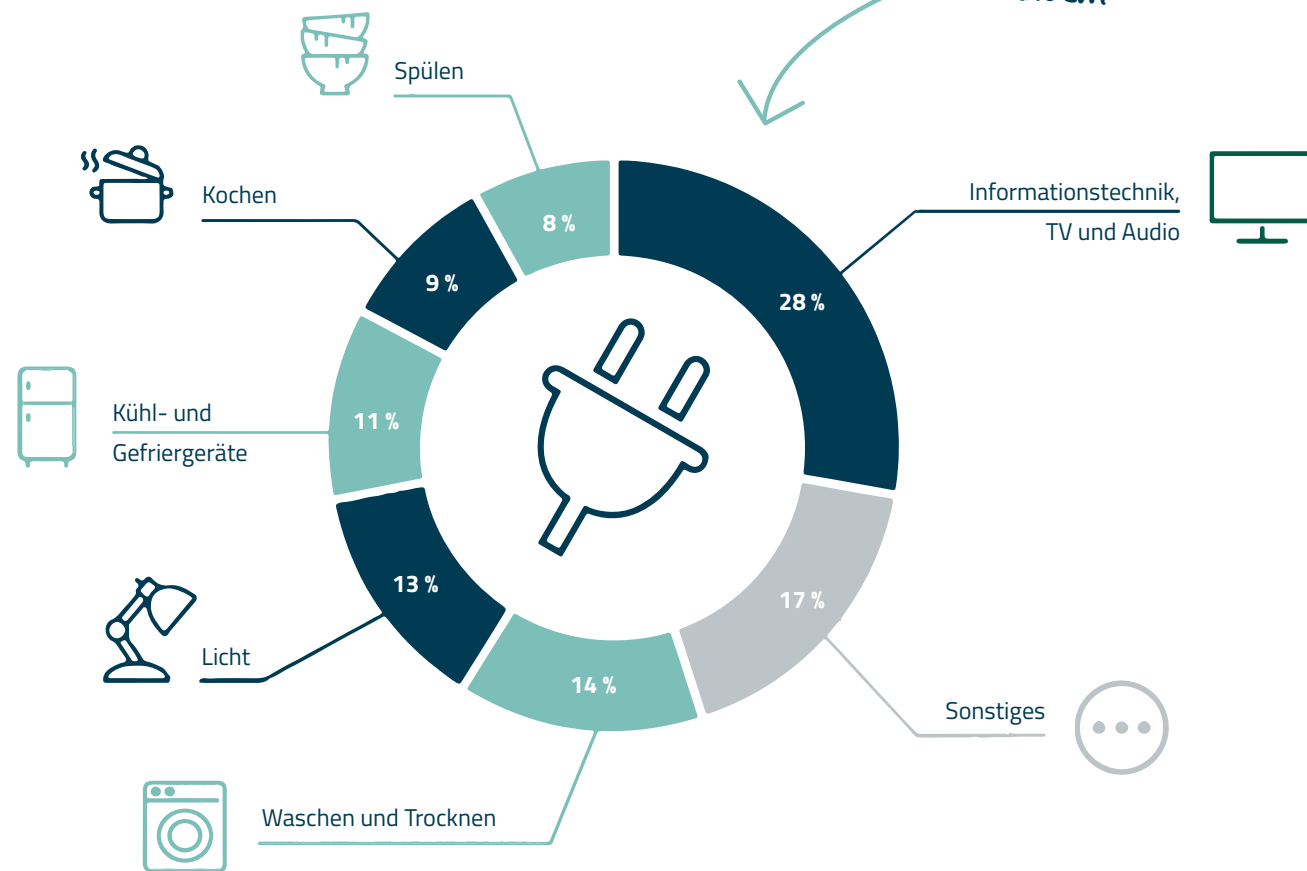 Spülen
Kochen
Informationstechnik,
TV und Audio
8 %
9 %
28 %
Kühl- und
Gefriergeräte
11 %
13 %
17 %
Licht
14 %
Sonstiges
Waschen und Trocknen